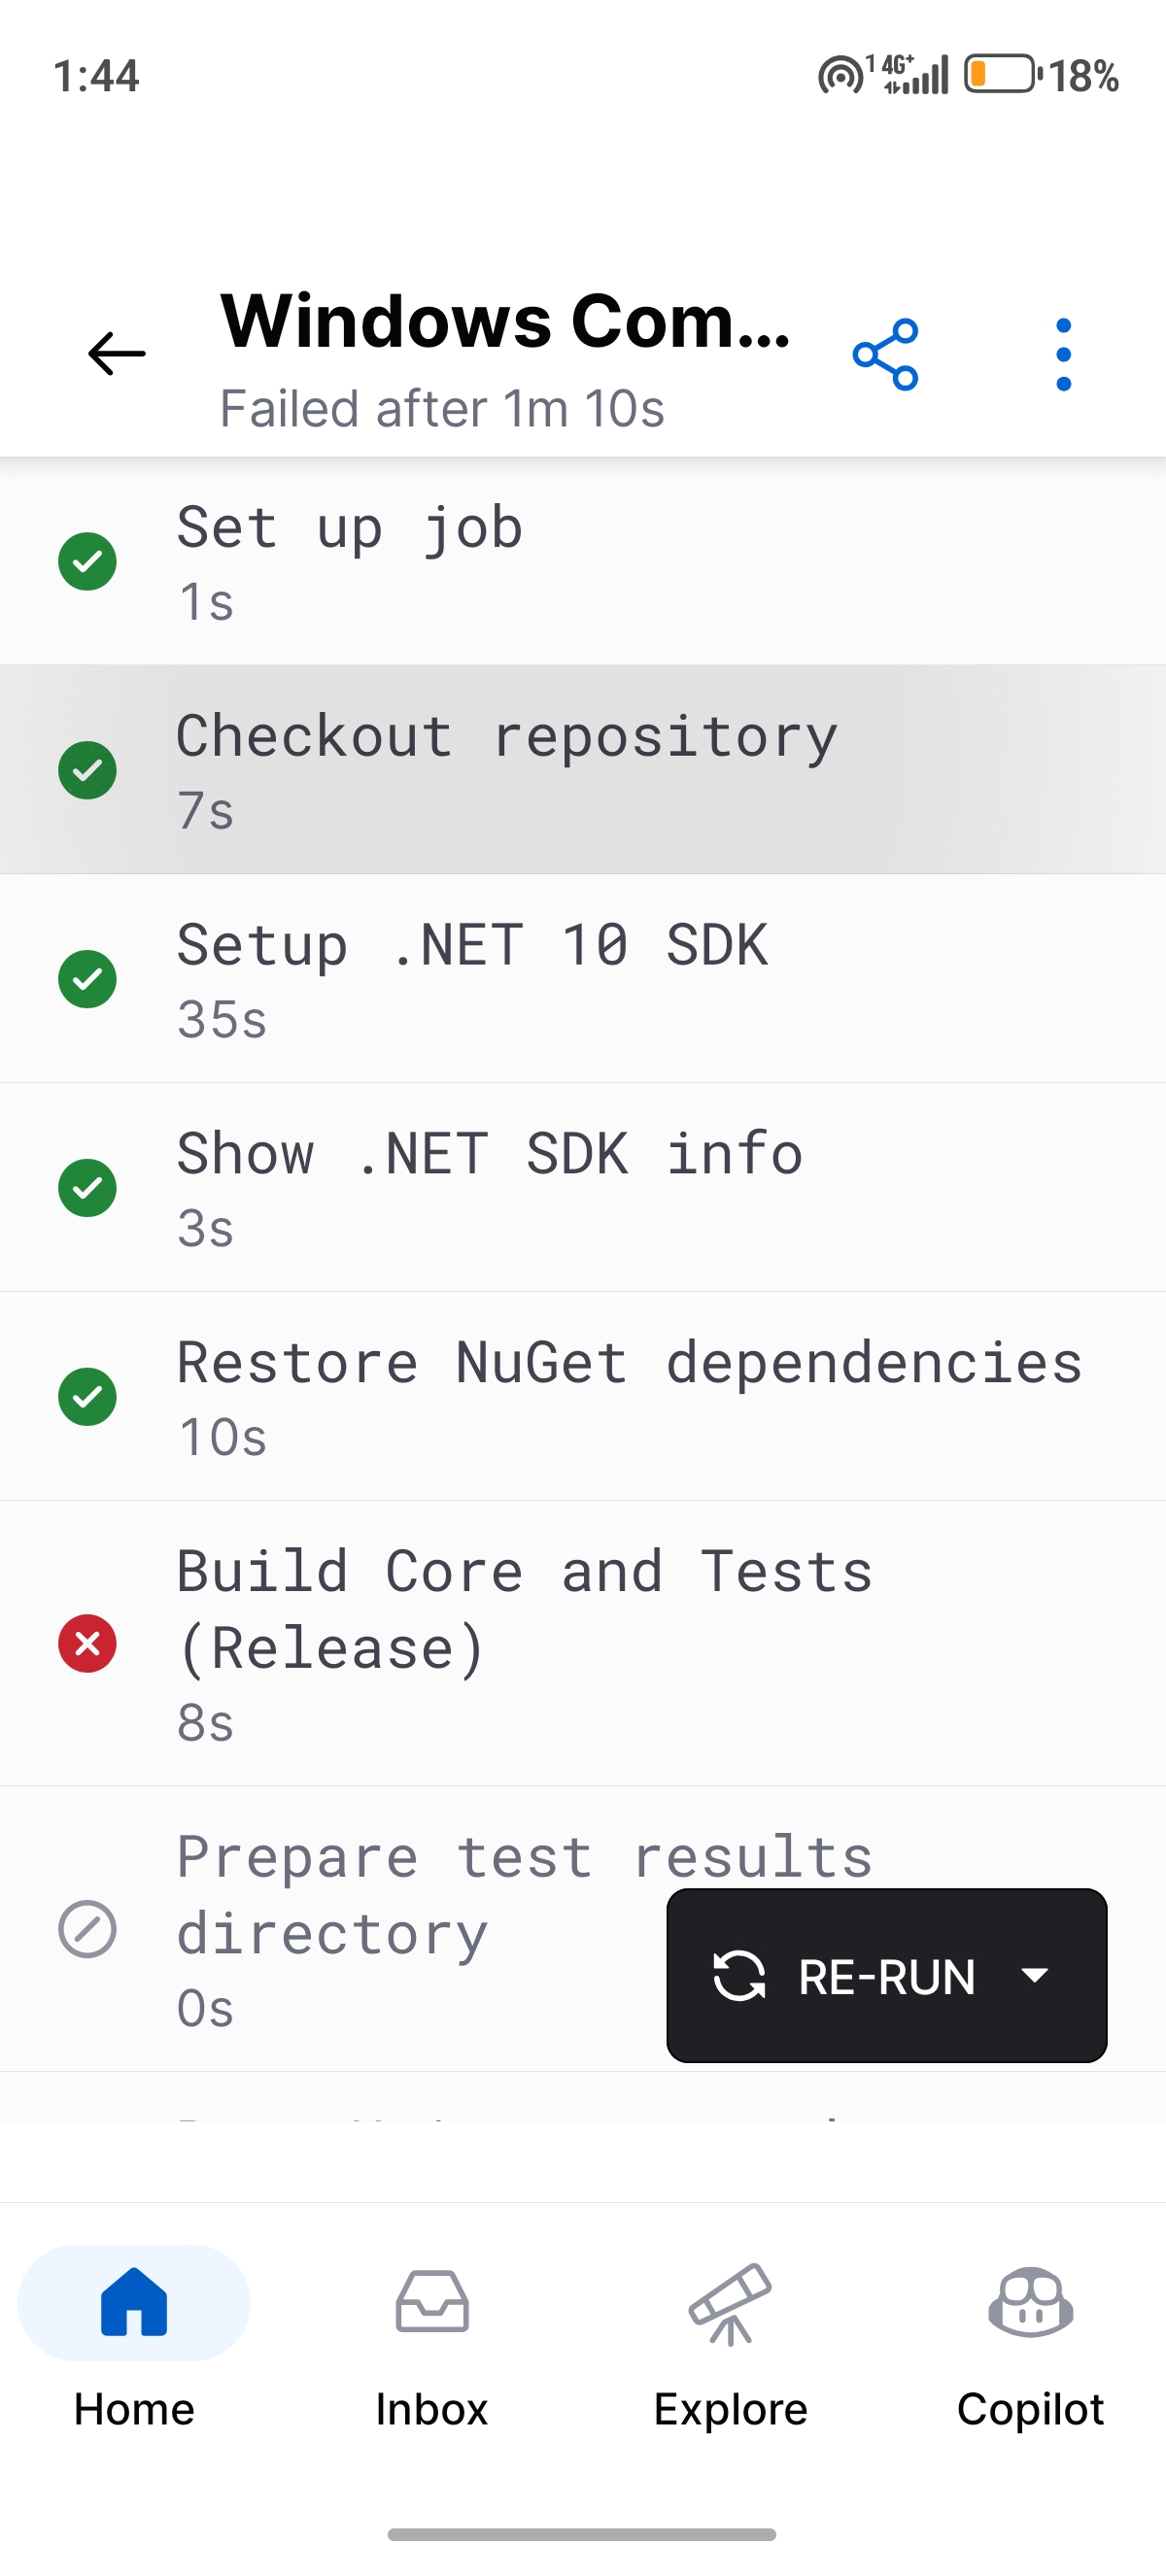 1:44
1 4G+
18%
Windows Com...
Failed after 1m 10s
Set up job
1s
Checkout repository
7s
Setup .NET 10 SDK
35s
Show .NET SDK info
3s
Restore NuGet dependencies
10s
Build Core and Tests
(Release)
8s
Prepare test results
directory
0s
RE-RUN
Home
Inbox
Explore
Copilot